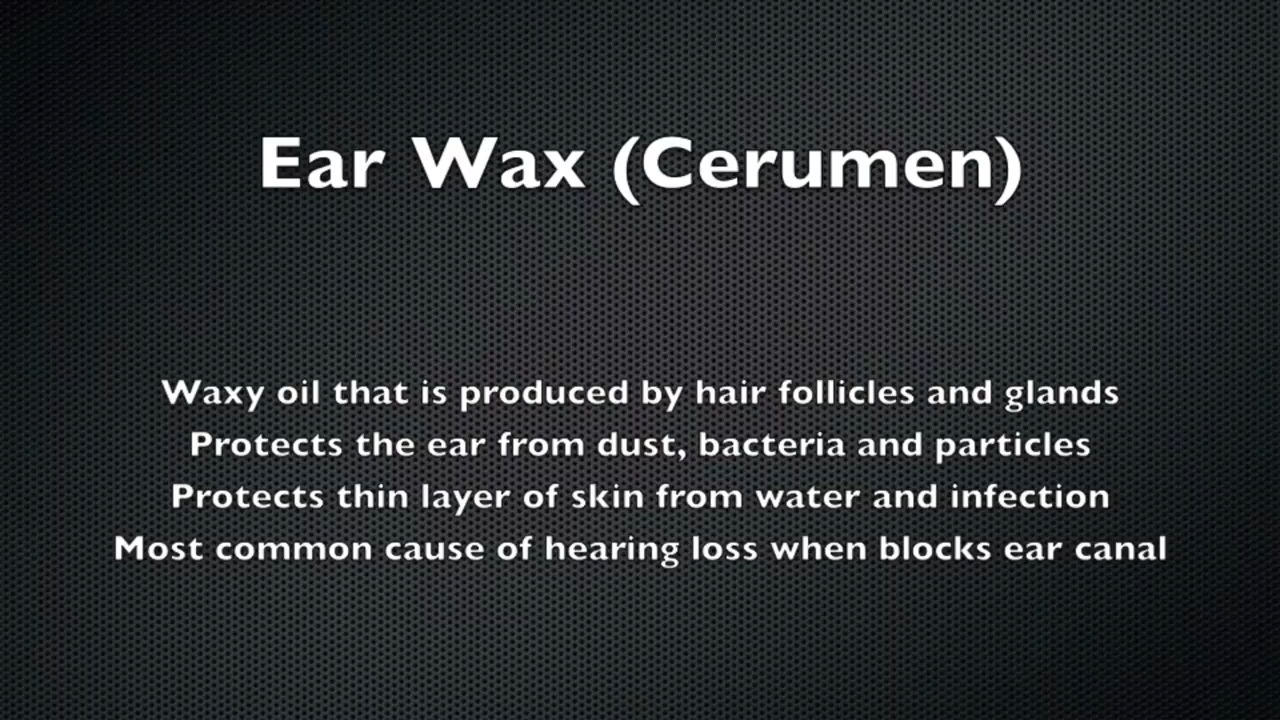 Ear Wax (Cerumen)
Waxy oil that is produced by hair follicles and glands
Protects the ear from dust, bacteria and particles
Protects thin layer of skin from water and infection
Most common cause of hearing loss when blocks ear canal